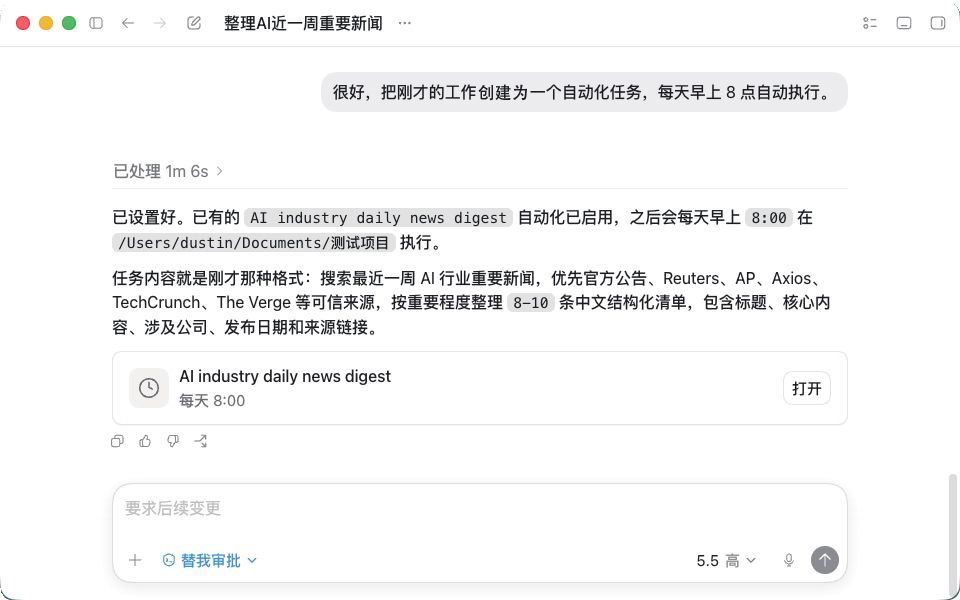 整理AI近一周重要新闻 ···
很好，把刚才的工作创建为一个自动化任务，每天早上 8 点自动执行。
已处理 1m 6s
已设置好。已有的 AI industry daily news digest 自动化已启用，之后会每天早上 8:00 在
/Users/dustin/Documents/测试项目 执行。
任务内容就是刚才那种格式：搜索最近一周 AI 行业重要新闻，优先官方公告、Reuters、AP、Axios、
TechCrunch、The Verge 等可信来源，按重要程度整理 8–10 条中文结构化清单，包含标题、核心内
容、涉及公司、发布日期和来源链接。
AI industry daily news digest
每天 8:00
打开
要求后续变更
替我审批
5.5 高